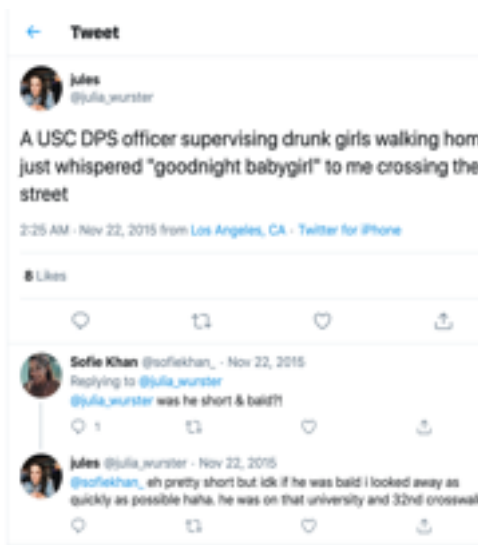 Tweet
jules
@julia_wurster
A USC DPS officer supervising drunk girls walking hom
just whispered "goodnight babygirl" to me crossing the
street
2:25 AM · Nov 22, 2015 from Los Angeles, CA · Twitter for iPhone
8 Likes
Sofie Khan @sofiekhan_ · Nov 22, 2015
Replying to @julia_wurster
@julia_wurster was he short & bald?!
1
jules @julia_wurster · Nov 22, 2015
@sofiekhan_ eh pretty short but idk if he was bald i looked away as
quickly as possible haha. he was on that university and 32nd crosswal